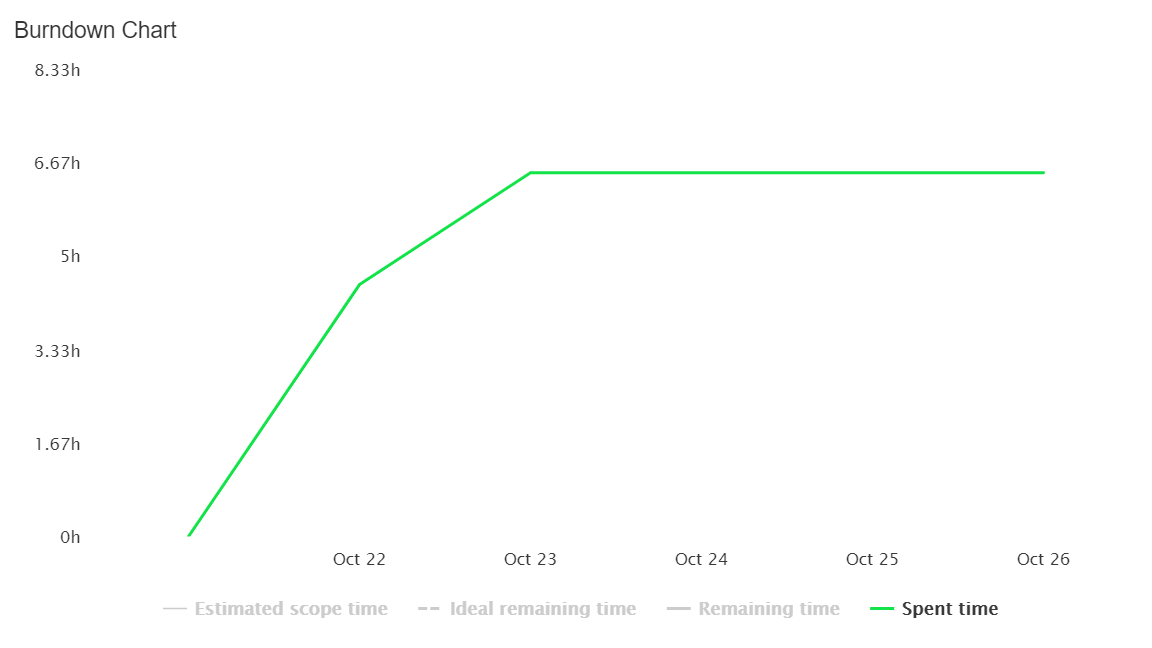 Burndown Chart
8.33h
6.67h
5h
3.33h
1.67h
0h
Oct 22 Oct 23 Oct 24 Oct 25 Oct 26
Estimated scope time Ideal remaining time Remaining time Spent time